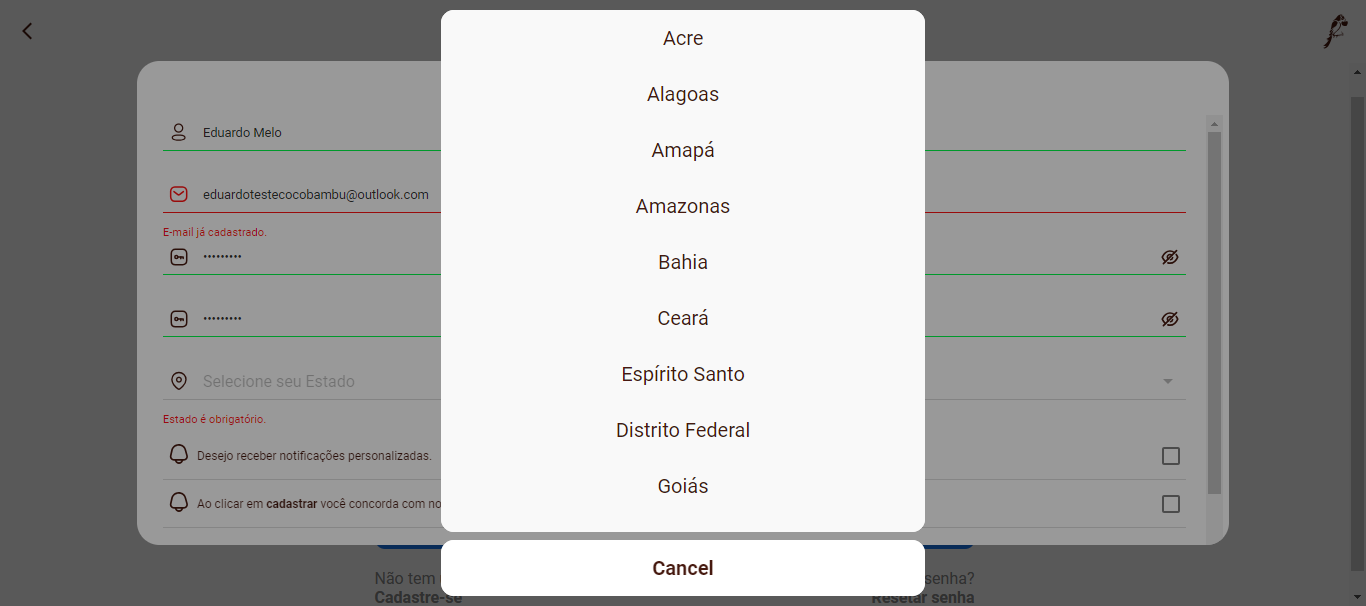 Acre
Alagoas
Amapá
Amazonas
Bahia
Ceará
Espírito Santo
Distrito Federal
Goiás
Cancel
Eduardo Melo
eduardotestecocobambu@outlook.com
E-mail já cadastrado.
•••••••••
•••••••••
Selecione seu Estado
Estado é obrigatório.
Desejo receber notificações personalizadas.
Ao clicar em cadastrar você concorda com no
Não tem
senha?
Cadastre-se
Resetar senha